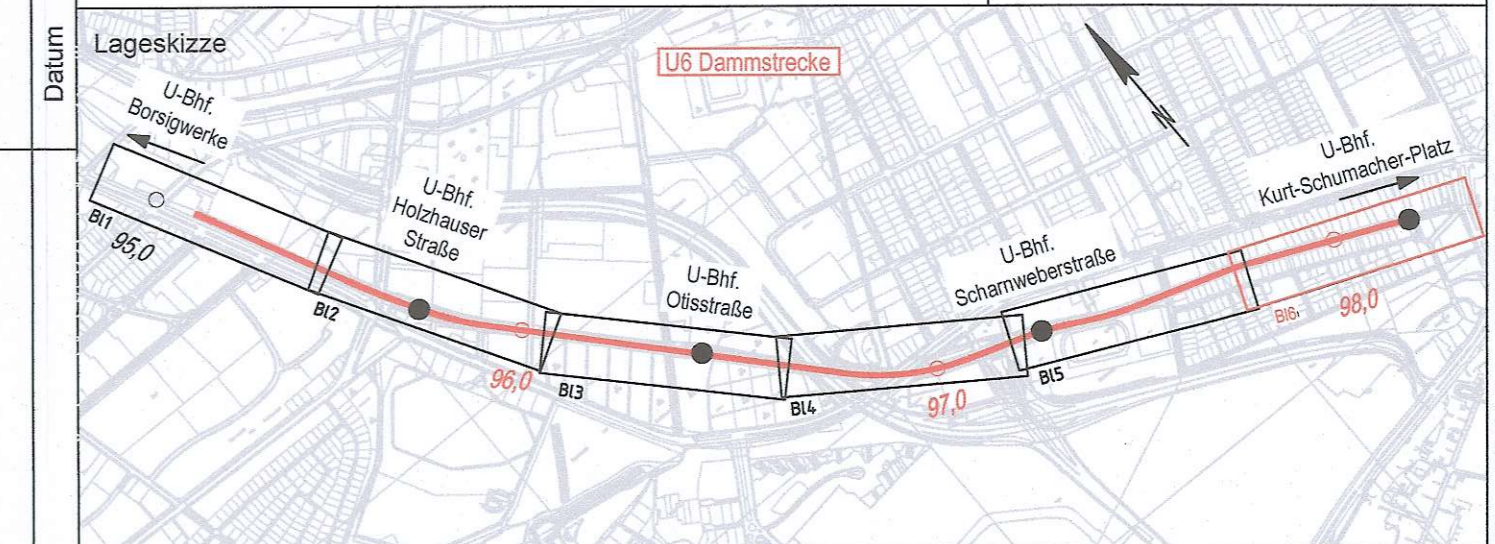 Datum
Lageskizze
U6 Dammstrecke
N
U-Bhf.
Borsigwerke
U-Bhf.
Holzhauser
Straße
U-Bhf.
Otisstraße
U-Bhf.
Scharnweberstraße
U-Bhf.
Kurt-Schumacher-Platz
Bl1
95,0
Bl2
96,0
Bl3
Bl4
97,0
Bl5
Bl6
98,0